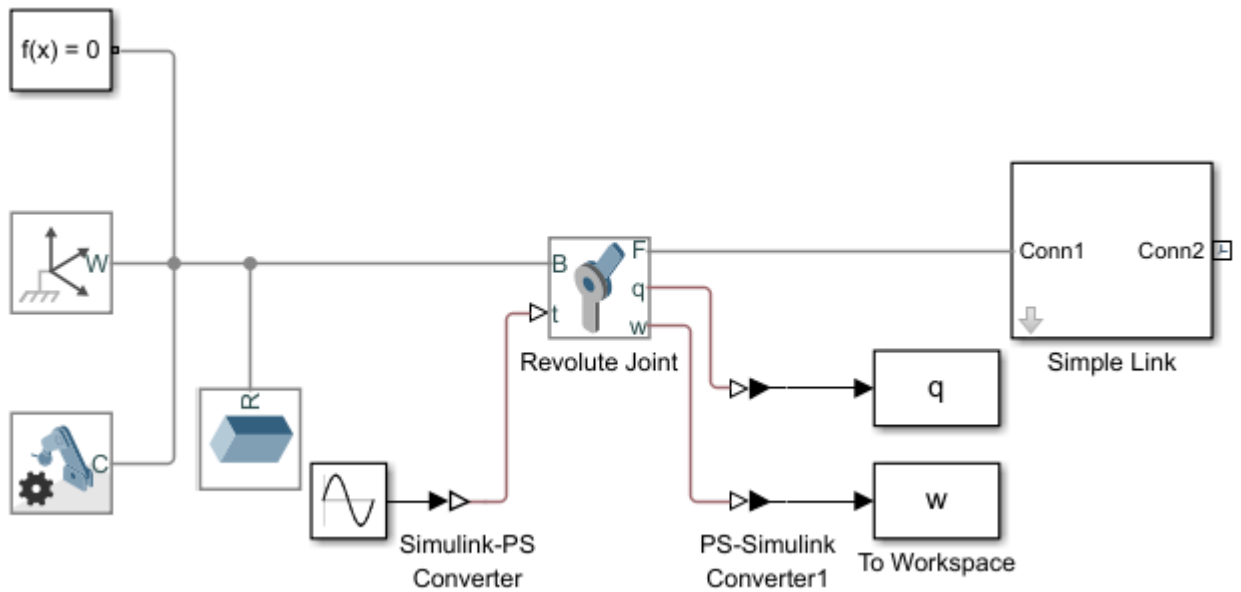 f(x) = 0
W
B
F
Conn1
Conn2
q
t
w
Revolute Joint
Simple Link
q
R
C
w
Simulink-PS
Converter
PS-Simulink
Converter1
To Workspace